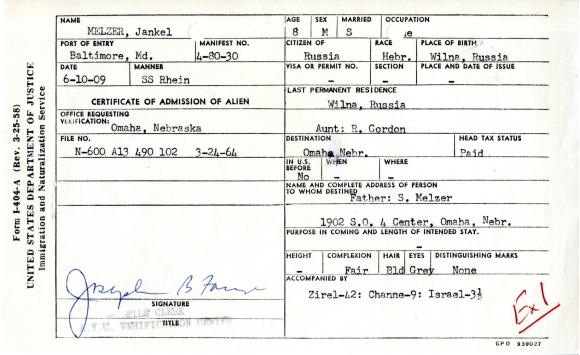 Form I-404-A (Rev. 3-25-58)
UNITED STATES DEPARTMENT OF JUSTICE
Immigration and Naturalization Service
NAME
MELZER, Jankel
PORT OF ENTRY MANIFEST NO.
Baltimore, Md. 4-80-30
DATE MANNER
6-10-09 SS Rhein
CERTIFICATE OF ADMISSION OF ALIEN
OFFICE REQUESTING
VERIFICATION:
Omaha, Nebraska
FILE NO.
N-600 A13 490 102 3-24-64
SIGNATURE
FILE CLERK
N.Y.C. VERIFICATION CENTER
TITLE
AGE SEX MARRIED OCCUPATION
8 M S
CITIZEN OF RACE PLACE OF BIRTH
Russia Hebr. Wilna, Russia
VISA OR PERMIT NO. SECTION PLACE AND DATE OF ISSUE
- - -
LAST PERMANENT RESIDENCE
Wilna, Russia
Aunt: R. Gordon
DESTINATION HEAD TAX STATUS
Omaha Nebr. Paid
IN U.S. BEFORE WHEN WHERE
No - -
NAME AND COMPLETE ADDRESS OF PERSON
TO WHOM DESTINED
Father: S. Melzer
1902 S.O. 4 Center, Omaha, Nebr.
PURPOSE IN COMING AND LENGTH OF INTENDED STAY.
-
HEIGHT COMPLEXION HAIR EYES DISTINGUISHING MARKS
- Fair Bld Grey None
ACCOMPANIED BY
Zirel-42: Channe-9: Israel-3½
Ex 1
GPO 939027